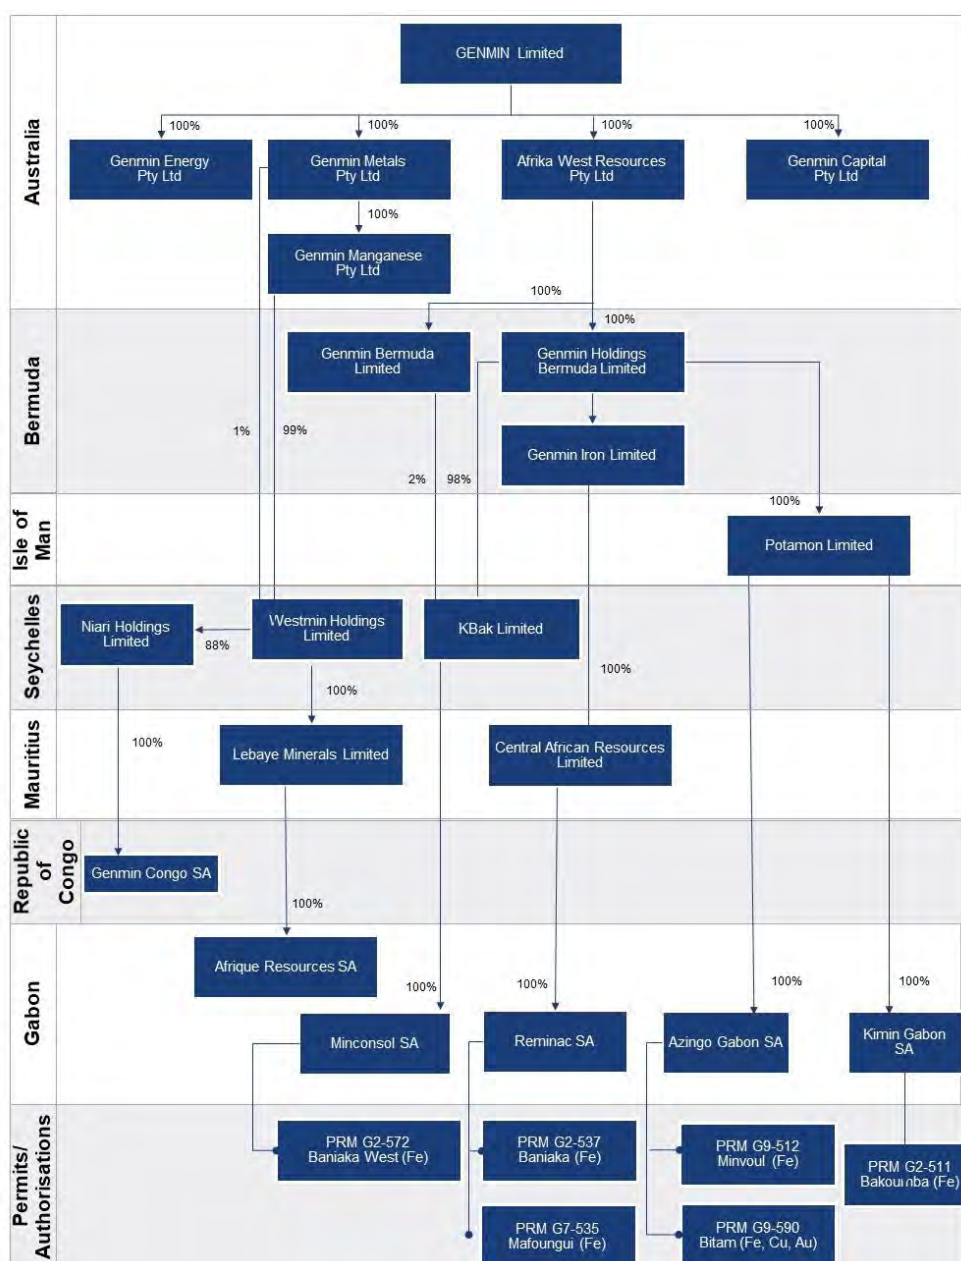 GENMIN Limited
Australia
100%
100%
100%
100%
Genmin Energy
Pty Ltd
Genmin Metals
Pty Ltd
Afrika West Resources
Pty Ltd
Genmin Capital
Pty Ltd
100%
Genmin Manganese
Pty Ltd
100%
100%
Bermuda
Genmin Bermuda
Limited
Genmin Holdings
Bermuda Limited
1%
99%
Genmin Iron Limited
2%
98%
100%
Isle of
Man
Potamon Limited
Seychelles
Niari Holdings
Limited
88%
Westmin Holdings
Limited
KBak Limited
100%
100%
Mauritius
100%
Lebaye Minerals Limited
Central African Resources
Limited
Republic
of
Congo
Genmin Congo SA
100%
Gabon
Afrique Resources SA
100%
100%
100%
100%
Minconsol SA
Reminac SA
Azingo Gabon SA
Kimin Gabon
SA
Permits/
Authorisations
PRM G2-572
Baniaka West (Fe)
PRM G2-537
Baniaka (Fe)
PRM G9-512
Minvoul (Fe)
PRM G2-511
Bakoumba (Fe)
PRM G7-535
Mafoungui (Fe)
PRM G9-590
Bitam (Fe, Cu, Au)